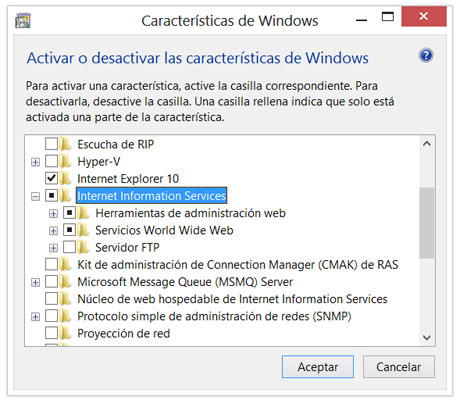 Características de Windows
Activar o desactivar las características de Windows
Para activar una característica, active la casilla correspondiente. Para
desactivarla, desactive la casilla. Una casilla rellena indica que solo está
activada una parte de la característica.
Escucha de RIP
Hyper-V
Internet Explorer 10
Internet Information Services
Herramientas de administración web
Servicios World Wide Web
Servidor FTP
Kit de administración de Connection Manager (CMAK) de RAS
Microsoft Message Queue (MSMQ) Server
Núcleo de web hospedable de Internet Information Services
Protocolo simple de administración de redes (SNMP)
Proyección de red
Aceptar
Cancelar